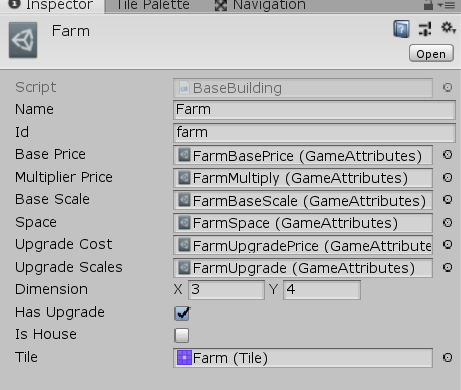 Inspector Tile Palette Navigation
Farm
Open
Script BaseBuilding
Name Farm
Id farm
Base Price FarmBasePrice (GameAttributes)
Multiplier Price FarmMultiply (GameAttributes)
Base Scale FarmBaseScale (GameAttributes)
Space FarmSpace (GameAttributes)
Upgrade Cost FarmUpgradePrice (GameAttribute
Upgrade Scales FarmUpgrade (GameAttributes)
Dimension X 3 Y 4
Has Upgrade
Is House
Tile Farm (Tile)